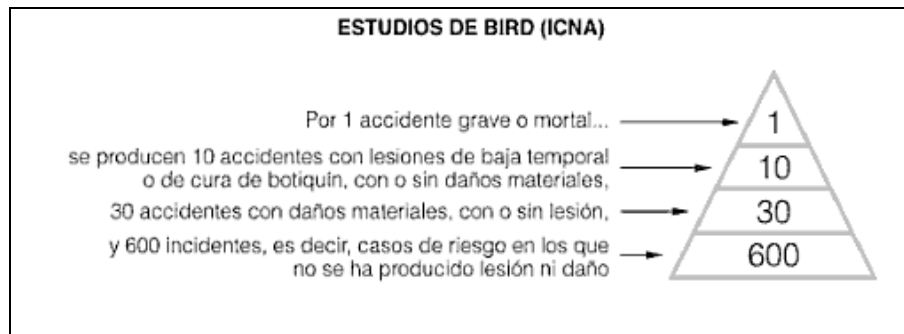 ESTUDIOS DE BIRD (ICNA)
Por 1 accidente grave o mortal...
1
se producen 10 accidentes con lesiones de baja temporal
o de cura de botiquín, con o sin daños materiales,
10
30 accidentes con daños materiales, con o sin lesión,
30
y 600 incidentes, es decir, casos de riesgo en los que
no se ha producido lesión ni daño
600